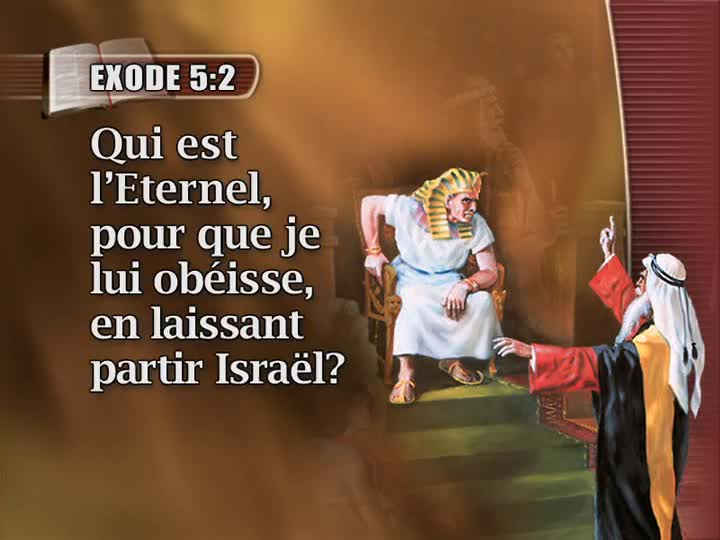 EXODE 5:2
Qui est
l’Eternel,
pour que je
lui obéisse,
en laissant
partir Israël?